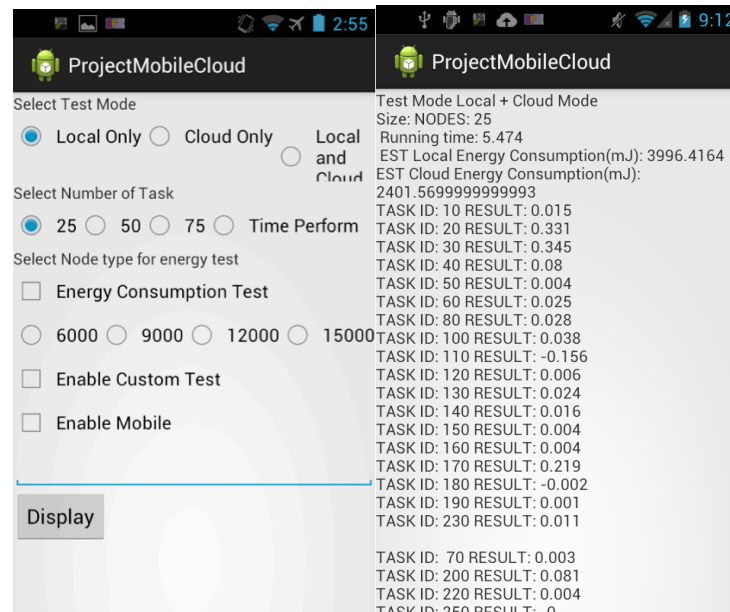 2:55
ProjectMobileCloud
Select Test Mode
Local Only
Cloud Only
Local
and
Cloud
Select Number of Task
25
50
75
Time Perform
Select Node type for energy test
Energy Consumption Test
6000
9000
12000
15000
Enable Custom Test
Enable Mobile
Display
9:12
ProjectMobileCloud
Test Mode Local + Cloud Mode
Size: NODES: 25
Running time: 5.474
EST Local Energy Consumption(mJ): 3996.4164
EST Cloud Energy Consumption(mJ):
2401.5699999999993
TASK ID: 10 RESULT: 0.015
TASK ID: 20 RESULT: 0.331
TASK ID: 30 RESULT: 0.345
TASK ID: 40 RESULT: 0.08
TASK ID: 50 RESULT: 0.004
TASK ID: 60 RESULT: 0.025
TASK ID: 80 RESULT: 0.028
TASK ID: 100 RESULT: 0.038
TASK ID: 110 RESULT: -0.156
TASK ID: 120 RESULT: 0.006
TASK ID: 130 RESULT: 0.024
TASK ID: 140 RESULT: 0.016
TASK ID: 150 RESULT: 0.004
TASK ID: 160 RESULT: 0.004
TASK ID: 170 RESULT: 0.219
TASK ID: 180 RESULT: -0.002
TASK ID: 190 RESULT: 0.001
TASK ID: 230 RESULT: 0.011
TASK ID: 70 RESULT: 0.003
TASK ID: 200 RESULT: 0.081
TASK ID: 220 RESULT: 0.004
TASK ID: 250 RESULT: